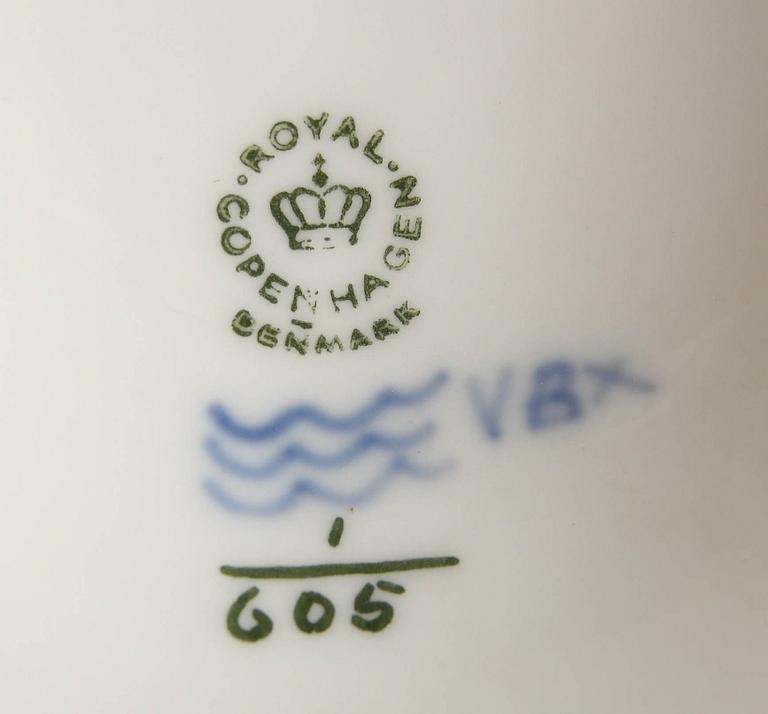 ROYAL
COPENHAGEN
DENMARK
VBX
1
605